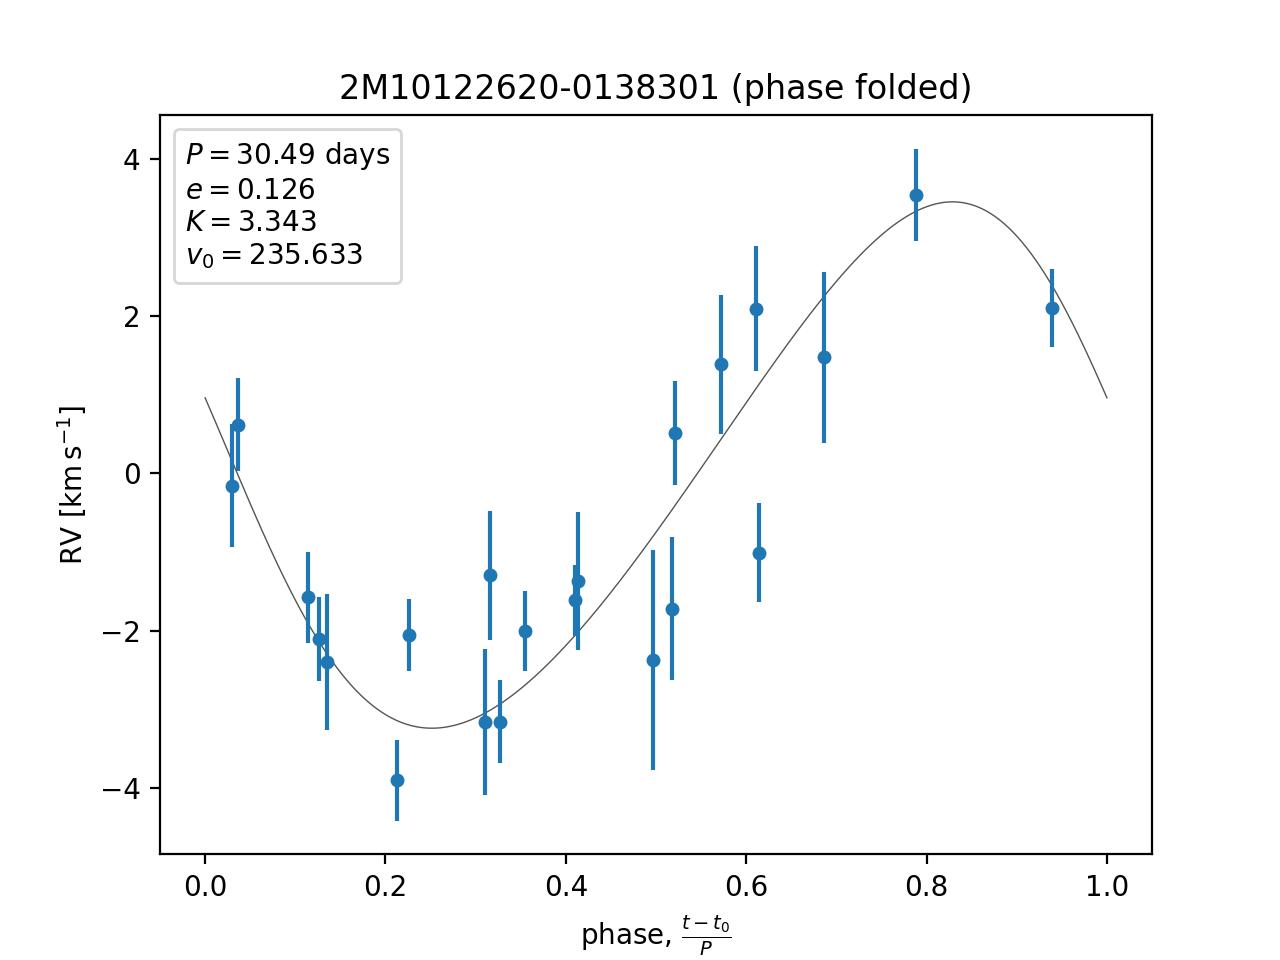 2M10122620-0138301 (phase folded)
P = 30.49 days
e = 0.126
K = 3.343
v₀ = 235.633
4
2
0
−2
−4
RV [km s⁻¹]
0.0 0.2 0.4 0.6 0.8 1.0
phase, (t − t₀)/P